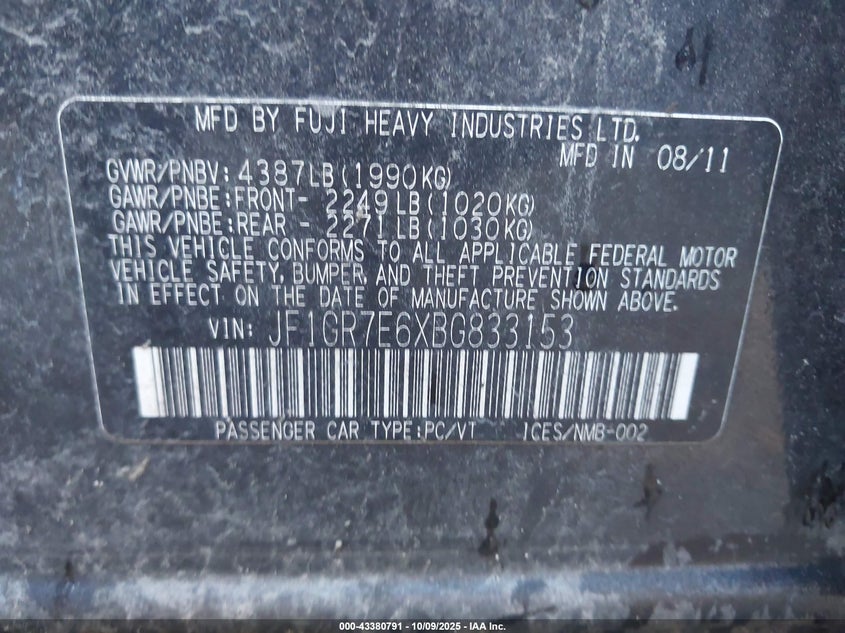 41
MFD BY FUJI HEAVY INDUSTRIES LTD.
MFD IN 08/11
GVWR/PNBV: 4387LB(1990KG)
GAWR/PNBE:FRONT- 2249LB(1020KG)
GAWR/PNBE:REAR - 2271LB(1030KG)
THIS VEHICLE CONFORMS TO ALL APPLICABLE FEDERAL MOTOR
VEHICLE SAFETY, BUMPER, AND THEFT PREVENTION STANDARDS
IN EFFECT ON THE DATE OF MANUFACTURE SHOWN ABOVE.
VIN: JF1GR7E6XBG833153
PASSENGER CAR TYPE:PC/VT ICES/NMB-002
000-43380791 - 10/09/2025 - IAA Inc.